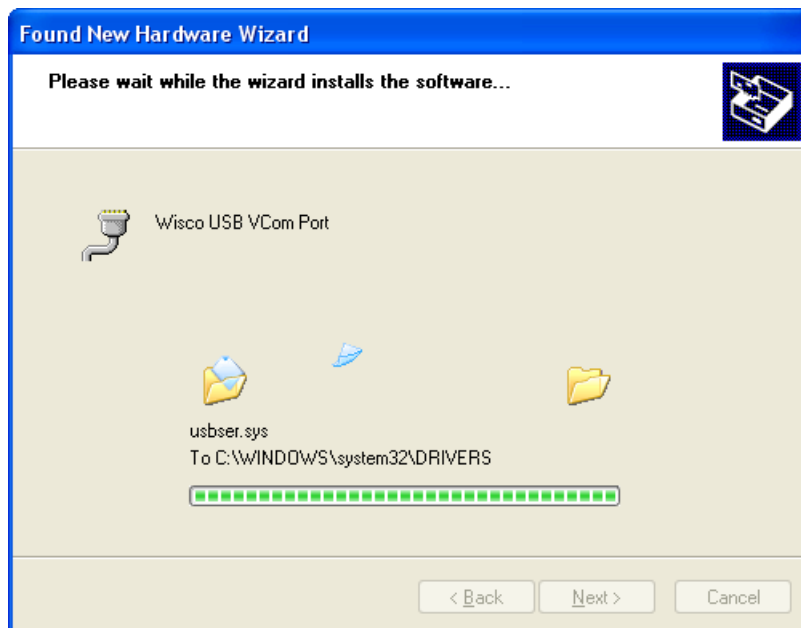 Found New Hardware Wizard
Please wait while the wizard installs the software...
Wisco USB VCom Port
usbser.sys
To C:\WINDOWS\system32\DRIVERS
< Back Next > Cancel